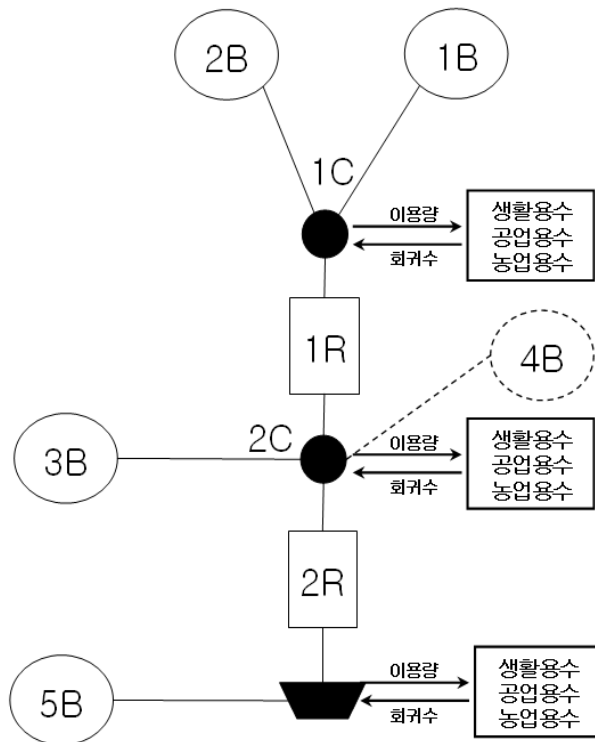 2B
1B
1C
이용량
회귀수
생활용수
공업용수
농업용수
1R
4B
2C
3B
이용량
회귀수
생활용수
공업용수
농업용수
2R
5B
이용량
회귀수
생활용수
공업용수
농업용수